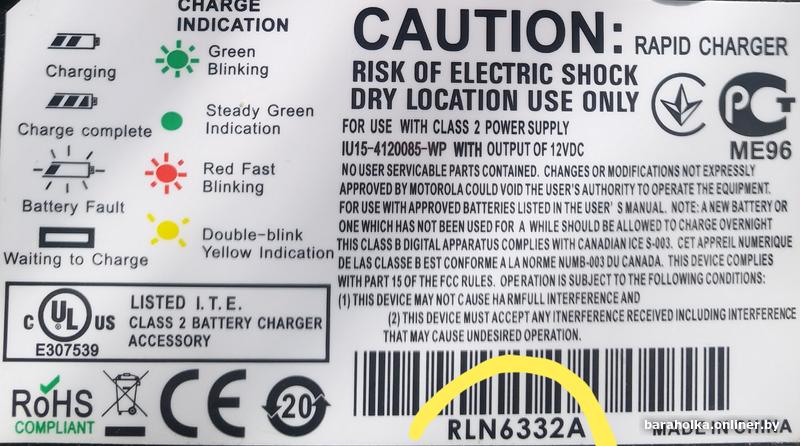 CHARGE
INDICATION
Charging
Green
Blinking
Charge complete
Steady Green
Indication
Battery Fault
Red Fast
Blinking
Waiting to Charge
Double-blink
Yellow Indication
C UL US
®
E307539
LISTED I.T.E.
CLASS 2 BATTERY CHARGER
ACCESSORY
RoHS
COMPLIANT
CE
20
CAUTION: RAPID CHARGER
RISK OF ELECTRIC SHOCK
DRY LOCATION USE ONLY
FOR USE WITH CLASS 2 POWER SUPPLY
IU15-4120085-WP WITH OUTPUT OF 12VDC
PCT
ME96
NO USER SERVICABLE PARTS CONTAINED. CHANGES OR MODIFICATIONS NOT EXPRESSLY
APPROVED BY MOTOROLA COULD VOID THE USER'S AUTHORITY TO OPERATE THE EQUIPMENT.
FOR USE WITH APPROVED BATTERIES LISTED IN THE USER' S MANUAL. NOTE: A NEW BATTERY OR
ONE WHICH HAS NOT BEEN USED FOR A WHILE SHOULD BE ALLOWED TO CHARGE OVERNIGHT
THIS CLASS B DIGITAL APPARATUS COMPLIES WITH CANADIAN ICE S-003. CET APPREIL NUMERIQUE
DE LAS CLASSE B EST CONFORME A LA NORME NUMB-003 DU CANADA. THIS DEVICE COMPLIES
WITH PART 15 OF THE FCC RULES. OPERATION IS SUBJECT TO THE FOLLOWING CONDITIONS:
(1) THIS DEVICE MAY NOT CAUSE HARMFULL INTERFERENCE AND
(2) THIS DEVICE MUST ACCEPT ANY ITNERFERENCE RECEIVED INCLUDING INTERFERENCE
THAT MAY CAUSE UNDESIRED OPERATION.
RLN6332A
MADE IN CHINA
baraholka.onliner.by